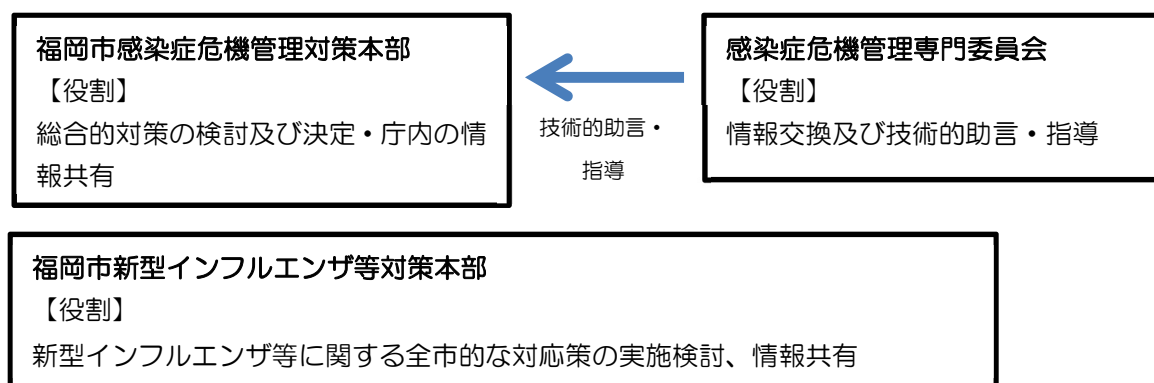 福岡市感染症危機管理対策本部
【役割】
総合的対策の検討及び決定・庁内の情
報共有
技術的助言・
指導
感染症危機管理専門委員会
【役割】
情報交換及び技術的助言・指導
福岡市新型インフルエンザ等対策本部
【役割】
新型インフルエンザ等に関する全市的な対応策の実施検討、情報共有